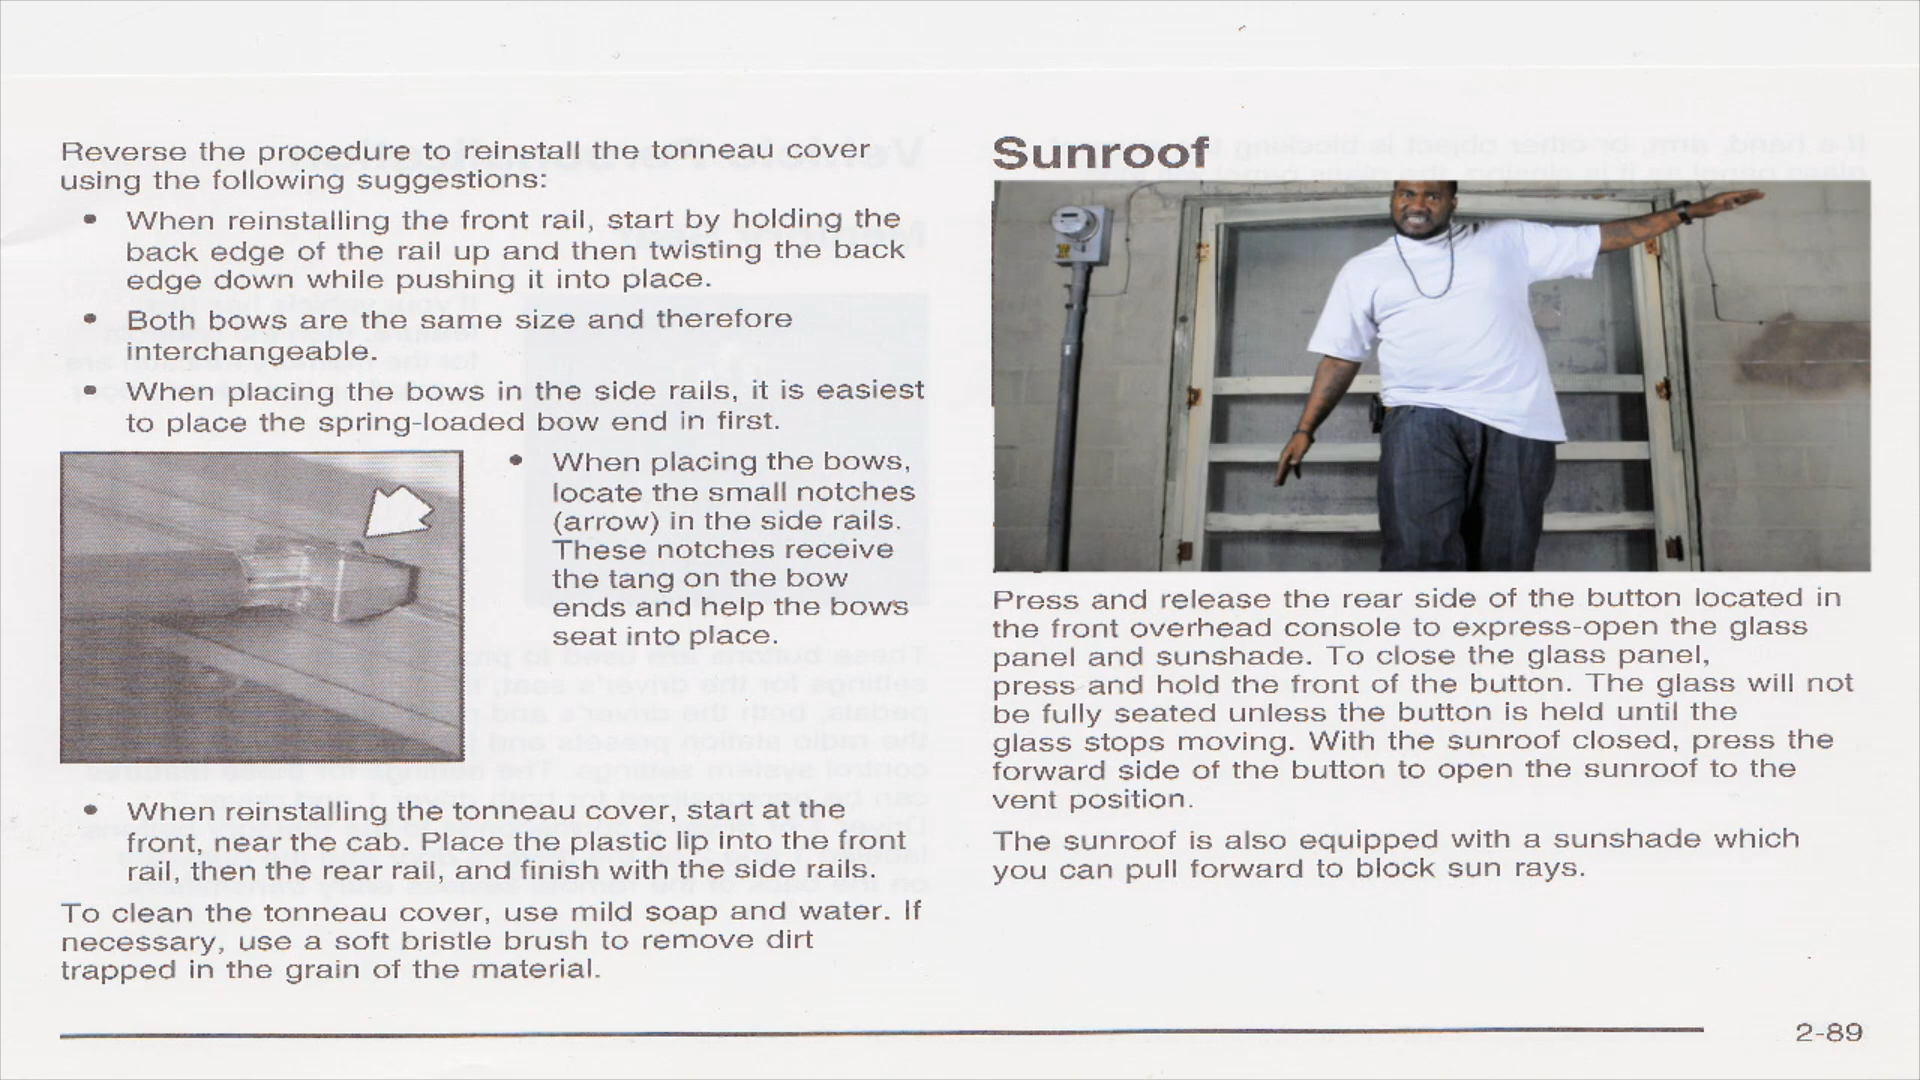 Reverse the procedure to reinstall the tonneau cover
using the following suggestions:
• When reinstalling the front rail, start by holding the
back edge of the rail up and then twisting the back
edge down while pushing it into place.
• Both bows are the same size and therefore
interchangeable.
• When placing the bows in the side rails, it is easiest
to place the spring-loaded bow end in first.
• When placing the bows,
locate the small notches
(arrow) in the side rails.
These notches receive
the tang on the bow
ends and help the bows
seat into place.
• When reinstalling the tonneau cover, start at the
front, near the cab. Place the plastic lip into the front
rail, then the rear rail, and finish with the side rails.
To clean the tonneau cover, use mild soap and water. If
necessary, use a soft bristle brush to remove dirt
trapped in the grain of the material.
Sunroof
Press and release the rear side of the button located in
the front overhead console to express-open the glass
panel and sunshade. To close the glass panel,
press and hold the front of the button. The glass will not
be fully seated unless the button is held until the
glass stops moving. With the sunroof closed, press the
forward side of the button to open the sunroof to the
vent position.
The sunroof is also equipped with a sunshade which
you can pull forward to block sun rays.
2-89